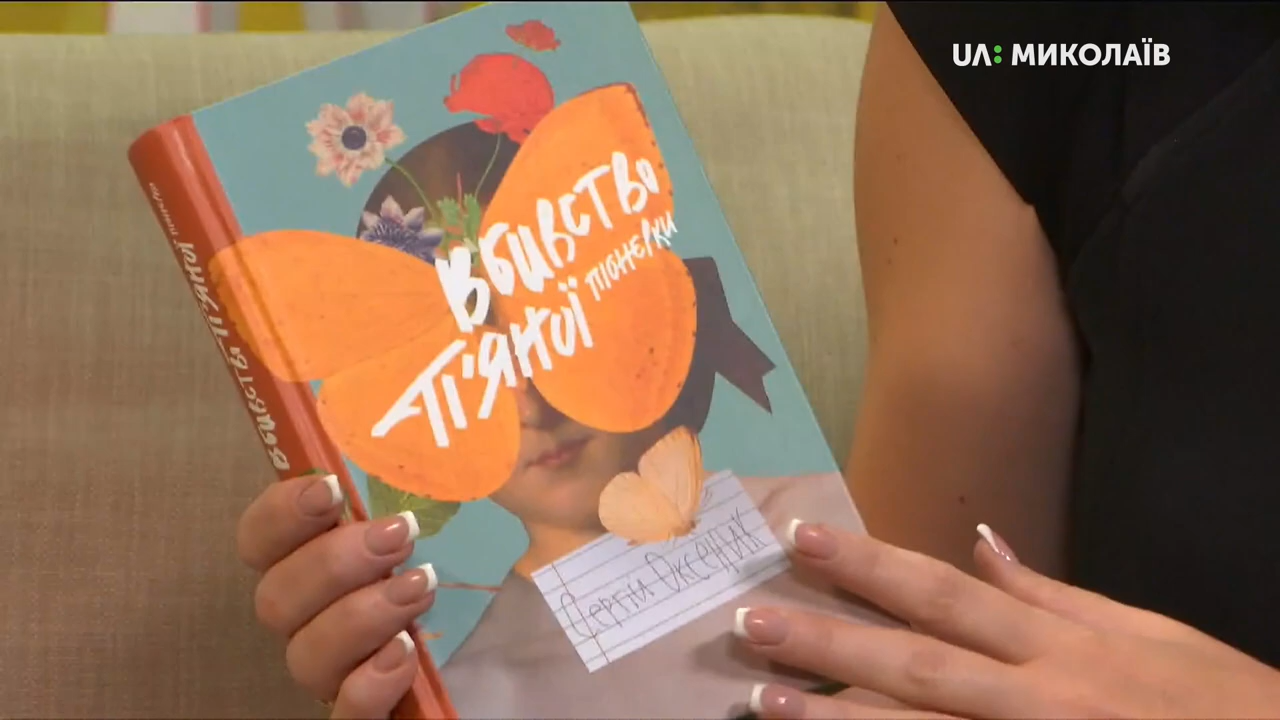 UA: МИКОЛАЇВ
Вбивство
п'яної
піонерки
Сергій Оксеник
Вбивство п'яної піонерки